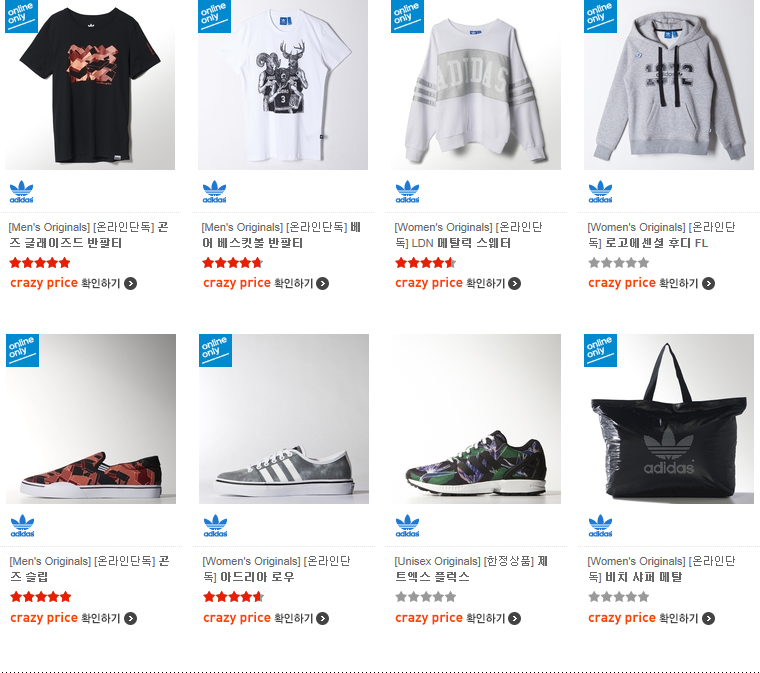 online
only
online
only
online
only
online
only
3
ADIDAS
adidas
adidas
adidas
adidas
adidas
[Men's Originals] [온라인단독] 곤
즈 글래이즈드 반팔티
[Men's Originals] [온라인단독] 베
어 배스킷볼 반팔티
[Women's Originals] [온라인단
독] LDN 메탈릭 스웨터
[Women's Originals] [온라인단
독] 로고에센셜 후디 FL
crazy price 확인하기
crazy price 확인하기
crazy price 확인하기
crazy price 확인하기
online
only
online
only
online
only
adidas
adidas
adidas
adidas
adidas
[Men's Originals] [온라인단독] 곤
즈 슬립
[Women's Originals] [온라인단
독] 아드리아 로우
[Unisex Originals] [한정상품] 제
트엑스 플럭스
[Women's Originals] [온라인단
독] 비치 샤퍼 메탈
crazy price 확인하기
crazy price 확인하기
crazy price 확인하기
crazy price 확인하기